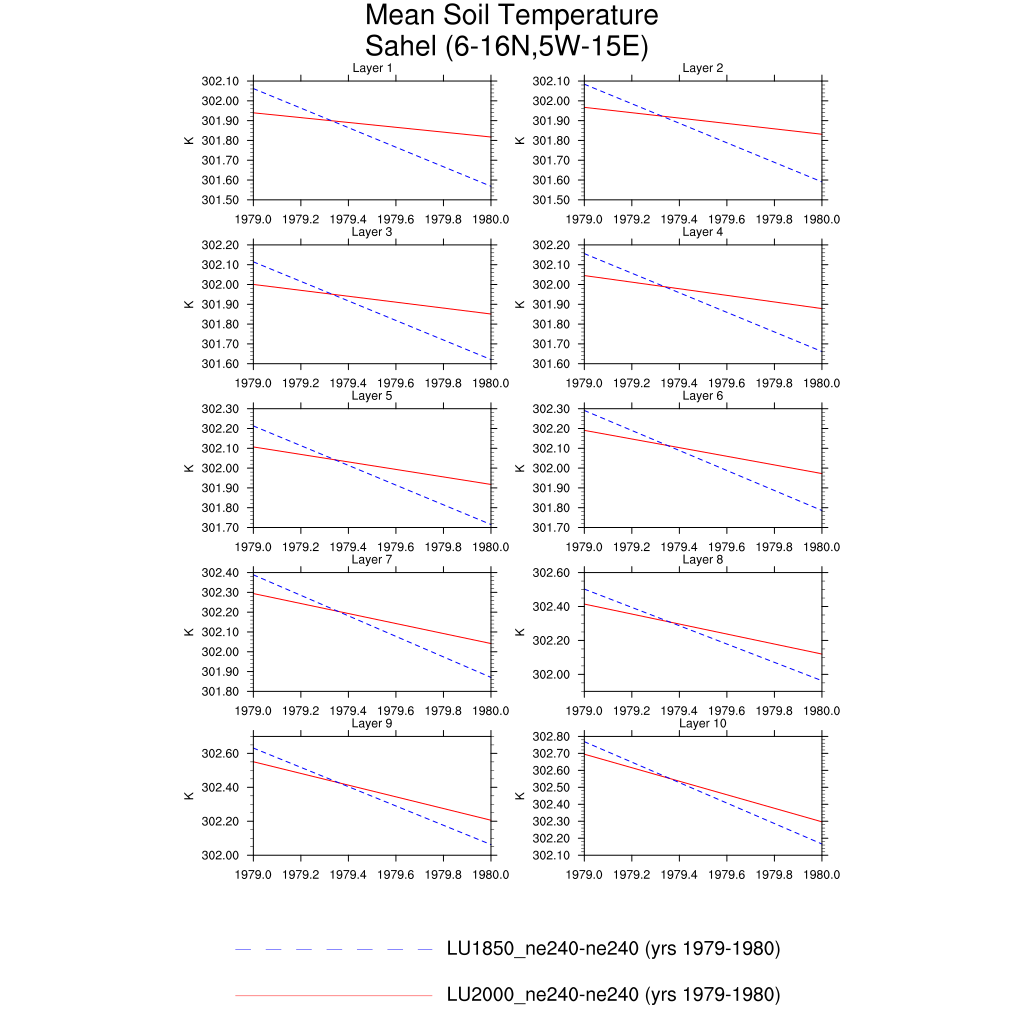 Mean Soil Temperature
Sahel (6-16N,5W-15E)
Layer 1
302.10
302.00
301.90
301.80
301.70
301.60
301.50
K
1979.0 1979.2 1979.4 1979.6 1979.8 1980.0
Layer 2
302.10
302.00
301.90
301.80
301.70
301.60
301.50
K
1979.0 1979.2 1979.4 1979.6 1979.8 1980.0
Layer 3
302.20
302.10
302.00
301.90
301.80
301.70
301.60
K
1979.0 1979.2 1979.4 1979.6 1979.8 1980.0
Layer 4
302.20
302.10
302.00
301.90
301.80
301.70
301.60
K
1979.0 1979.2 1979.4 1979.6 1979.8 1980.0
Layer 5
302.30
302.20
302.10
302.00
301.90
301.80
301.70
K
1979.0 1979.2 1979.4 1979.6 1979.8 1980.0
Layer 6
302.30
302.20
302.10
302.00
301.90
301.80
301.70
K
1979.0 1979.2 1979.4 1979.6 1979.8 1980.0
Layer 7
302.40
302.30
302.20
302.10
302.00
301.90
301.80
K
1979.0 1979.2 1979.4 1979.6 1979.8 1980.0
Layer 8
302.60
302.40
302.20
302.00
K
1979.0 1979.2 1979.4 1979.6 1979.8 1980.0
Layer 9
302.60
302.40
302.20
302.00
K
1979.0 1979.2 1979.4 1979.6 1979.8 1980.0
Layer 10
302.80
302.70
302.60
302.50
302.40
302.30
302.20
302.10
K
1979.0 1979.2 1979.4 1979.6 1979.8 1980.0
LU1850_ne240-ne240 (yrs 1979-1980)
LU2000_ne240-ne240 (yrs 1979-1980)